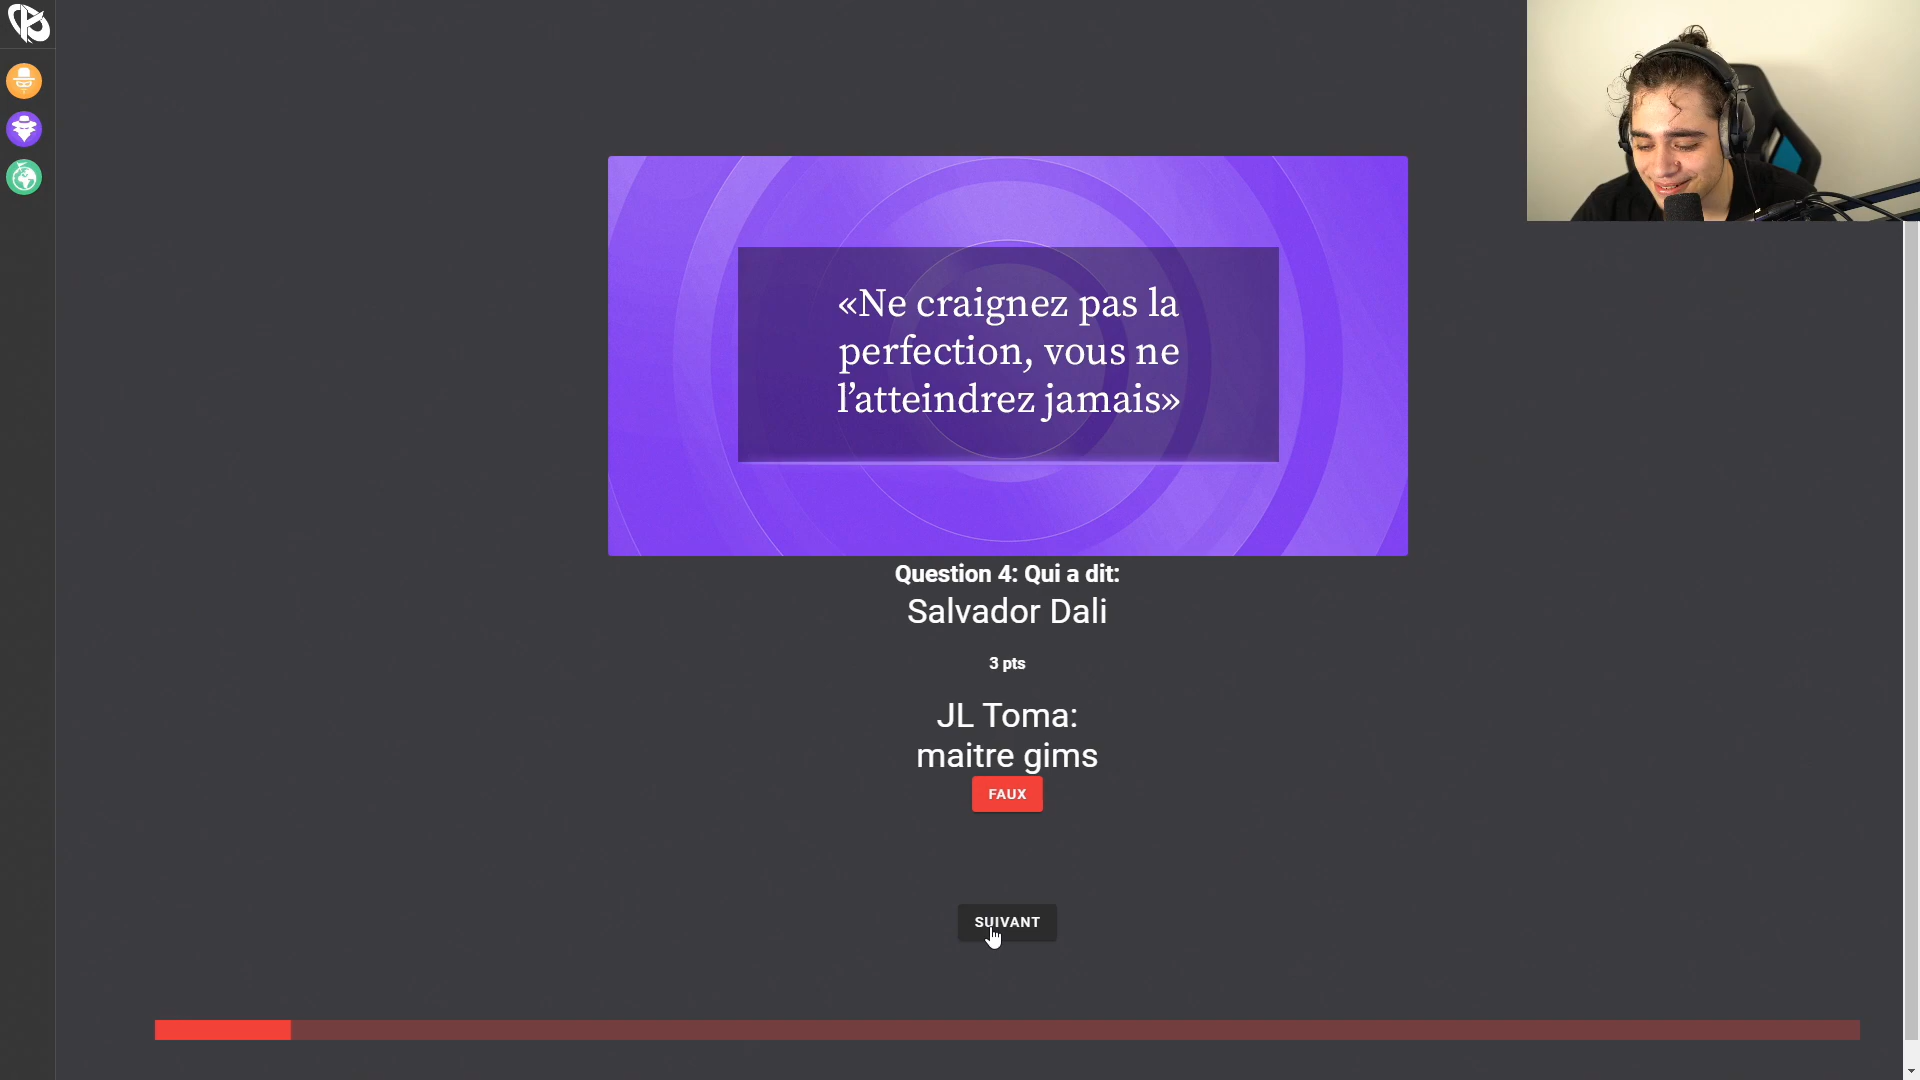 «Ne craignez pas la
perfection, vous ne
l’atteindrez jamais»
Question 4: Qui a dit:
Salvador Dali
3 pts
JL Toma:
maitre gims
FAUX
SUIVANT